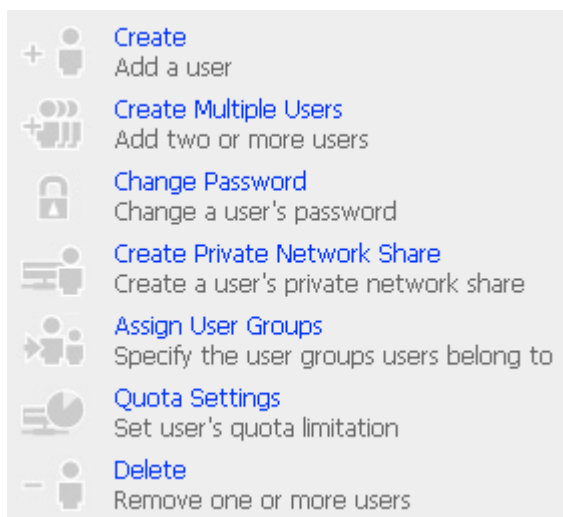 Create
Add a user
Create Multiple Users
Add two or more users
Change Password
Change a user's password
Create Private Network Share
Create a user's private network share
Assign User Groups
Specify the user groups users belong to
Quota Settings
Set user's quota limitation
Delete
Remove one or more users